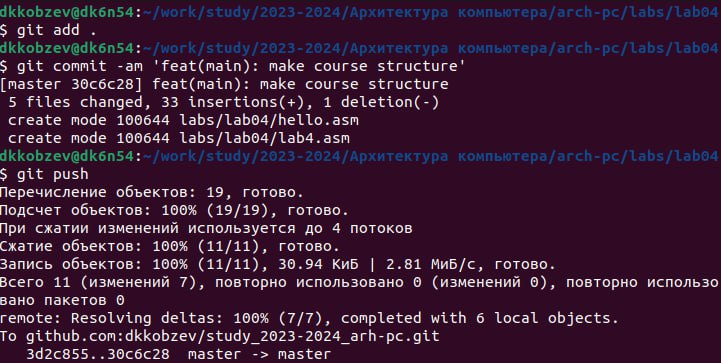 dkkobzev@dk6n54:~/work/study/2023-2024/Архитектура компьютера/arch-pc/labs/lab04
$ git add .
dkkobzev@dk6n54:~/work/study/2023-2024/Архитектура компьютера/arch-pc/labs/lab04
$ git commit -am 'feat(main): make course structure'
[master 30c6c28] feat(main): make course structure
 5 files changed, 33 insertions(+), 1 deletion(-)
 create mode 100644 labs/lab04/hello.asm
 create mode 100644 labs/lab04/lab4.asm
dkkobzev@dk6n54:~/work/study/2023-2024/Архитектура компьютера/arch-pc/labs/lab04
$ git push
Перечисление объектов: 19, готово.
Подсчет объектов: 100% (19/19), готово.
При сжатии изменений используется до 4 потоков
Сжатие объектов: 100% (11/11), готово.
Запись объектов: 100% (11/11), 30.94 КиБ | 2.81 МиБ/с, готово.
Всего 11 (изменений 7), повторно использовано 0 (изменений 0), повторно использо
вано пакетов 0
remote: Resolving deltas: 100% (7/7), completed with 6 local objects.
To github.com:dkkobzev/study_2023-2024_arh-pc.git
   3d2c855..30c6c28  master -> master